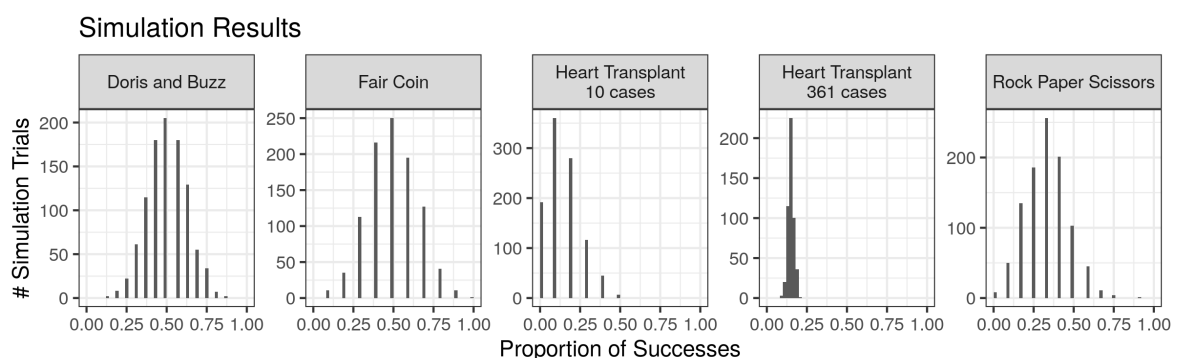 Simulation Results
Doris and Buzz
Fair Coin
Heart Transplant
10 cases
Heart Transplant
361 cases
Rock Paper Scissors
# Simulation Trials
200
150
100
50
0
250
200
150
100
50
0
300
200
100
0
200
150
100
50
0
200
100
0
0.00 0.25 0.50 0.75 1.00
0.00 0.25 0.50 0.75 1.00
0.00 0.25 0.50 0.75 1.00
0.00 0.25 0.50 0.75 1.00
0.00 0.25 0.50 0.75 1.00
Proportion of Successes